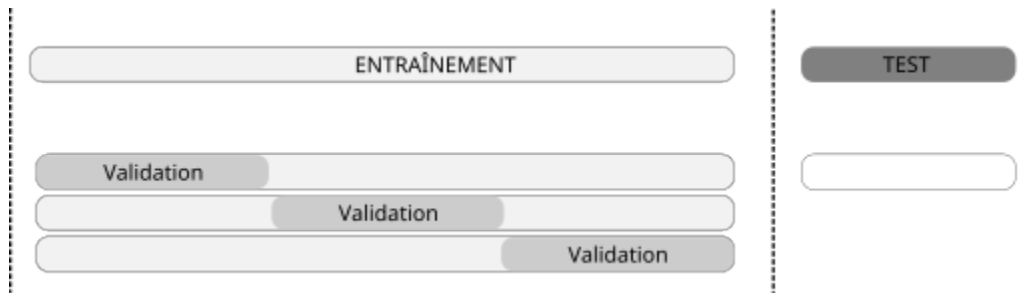 ENTRAÎNEMENT
TEST
Validation
Validation
Validation